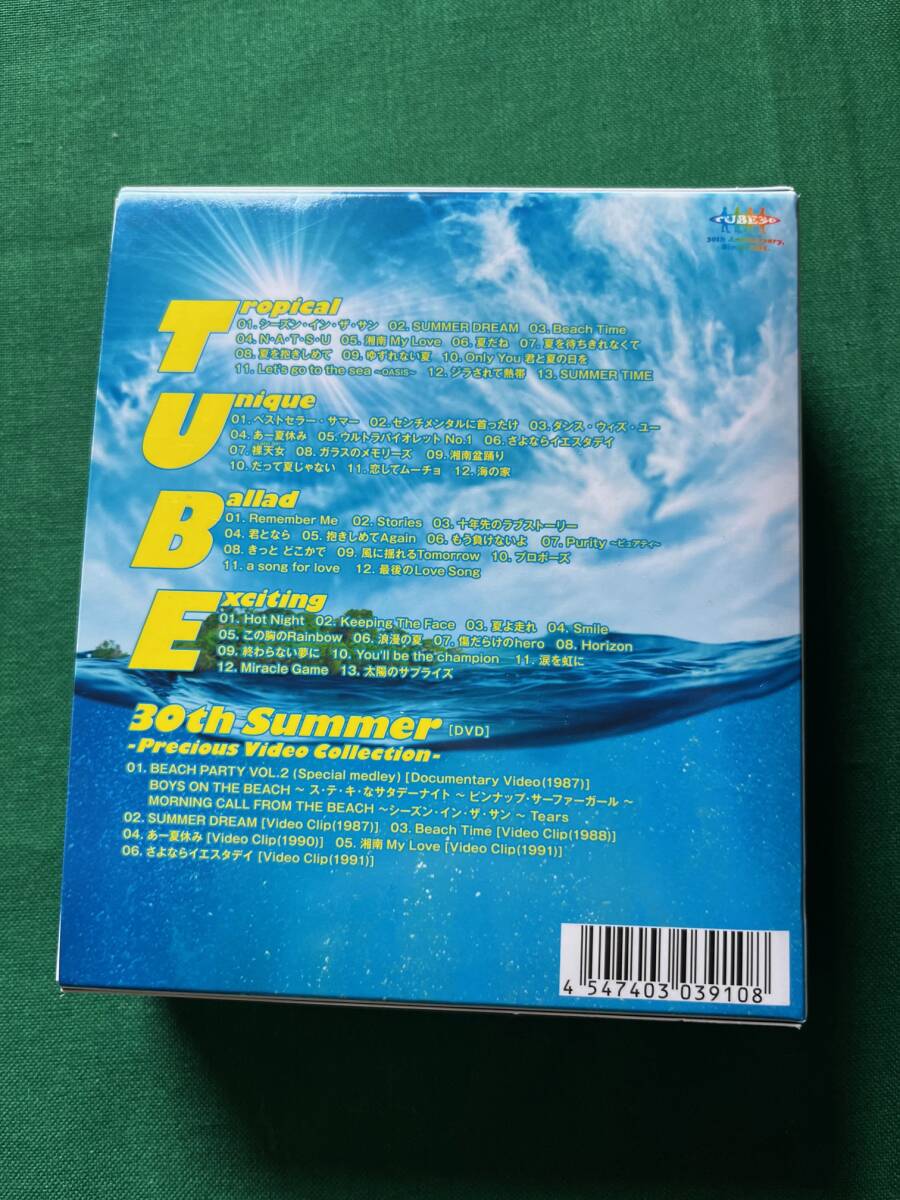 TUBE30
30th Anniversary,
Tropical
01. シーズン・イン・ザ・サン 02. SUMMER DREAM 03. Beach Time
04. N・A・T・S・U 05. 湘南 My Love 06. 夏だね 07. 夏を待ちきれなくて
08. 夏を抱きしめて 09. ゆずれない夏 10. Only You 君と夏の日を
11. Let's go to the sea ~OASIS~ 12. ジラされて熱帯 13. SUMMER TIME
Unique
01. ベストセラー・サマー 02. センチメンタルに首ったけ 03. ダンス・ウィズ・ユー
04. あー夏休み 05. ウルトラバイオレット No.1 06. さよならイエスタデイ
07. 裸天女 08. ガラスのメモリーズ 09. 湘南盆踊り
10. だって夏じゃない 11. 恋してムーチョ 12. 海の家
Ballad
01. Remember Me 02. Stories 03. 十年先のラブストーリー
04. 君となら 05. 抱きしめてAgain 06. もう負けないよ 07. Purity ~ピュアティ~
08. きっと どこかで 09. 風に揺れるTomorrow 10. プロポーズ
11. a song for love 12. 最後のLove Song
Exciting
01. Hot Night 02. Keeping The Face 03. 夏よ走れ 04. Smile
05. この胸のRainbow 06. 浪漫の夏 07. 傷だらけのhero 08. Horizon
09. 終わらない夢に 10. You'll be the champion 11. 涙を虹に
12. Miracle Game 13. 太陽のサプライズ
30th Summer [DVD]
-Precious Video Collection-
01. BEACH PARTY VOL.2 (Special medley) [Documentary Video(1987)]
BOYS ON THE BEACH ~ ス・テ・キ・なサタデーナイト ~ ピンナップ・サーファーガール ~
MORNING CALL FROM THE BEACH ~シーズン・イン・ザ・サン ~ Tears
02. SUMMER DREAM [Video Clip(1987)] 03. Beach Time [Video Clip(1988)]
04. あー夏休み [Video Clip(1990)] 05. 湘南 My Love [Video Clip(1991)]
06. さよならイエスタデイ [Video Clip(1991)]
4 547403 039108